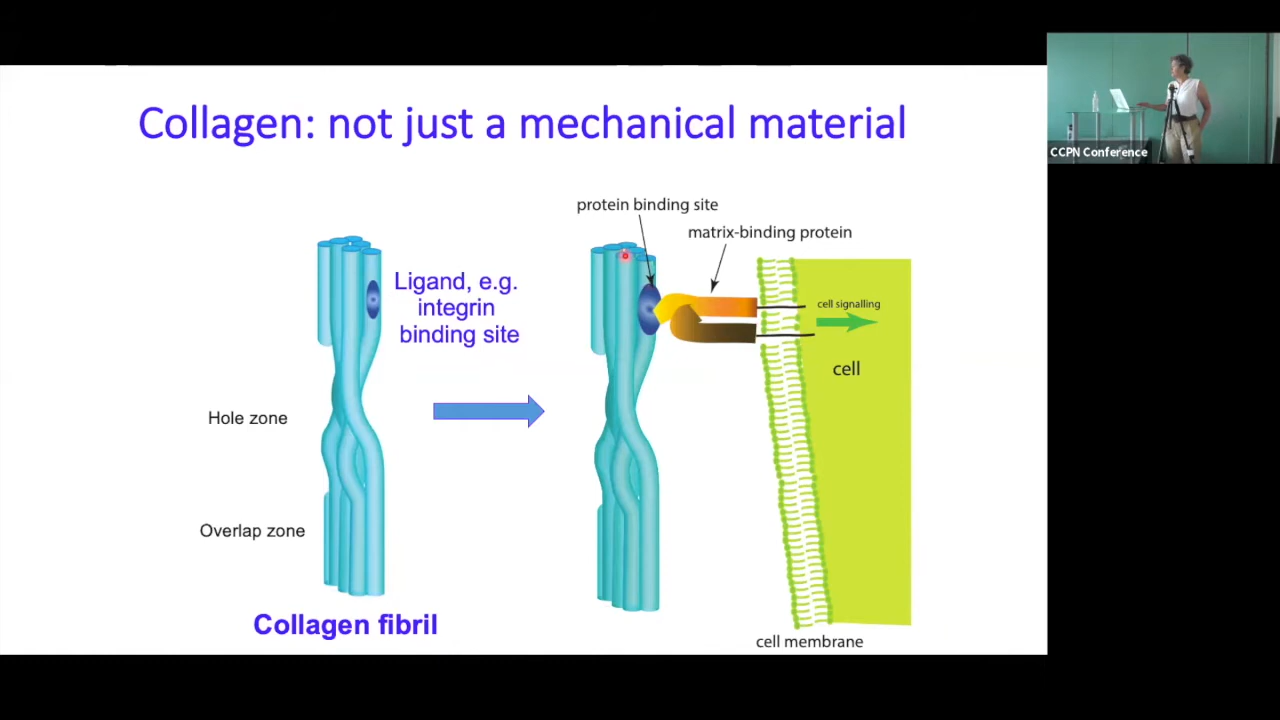 Collagen: not just a mechanical material
CCPN Conference
protein binding site
matrix-binding protein
Ligand, e.g.
integrin
binding site
cell signalling
cell
Hole zone
Overlap zone
Collagen fibril
cell membrane